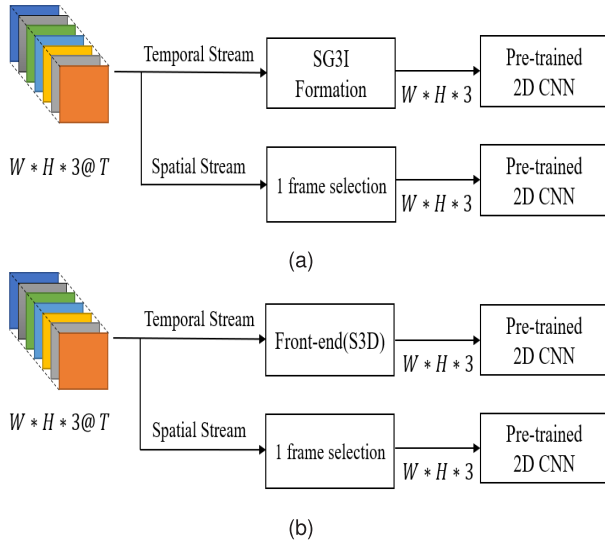 Temporal Stream
SG3I
Formation
W * H * 3
Pre-trained
2D CNN
W * H * 3@ T
Spatial Stream
1 frame selection
W * H * 3
Pre-trained
2D CNN
(a)
Temporal Stream
Front-end(S3D)
W * H * 3
Pre-trained
2D CNN
W * H * 3@ T
Spatial Stream
1 frame selection
W * H * 3
Pre-trained
2D CNN
(b)